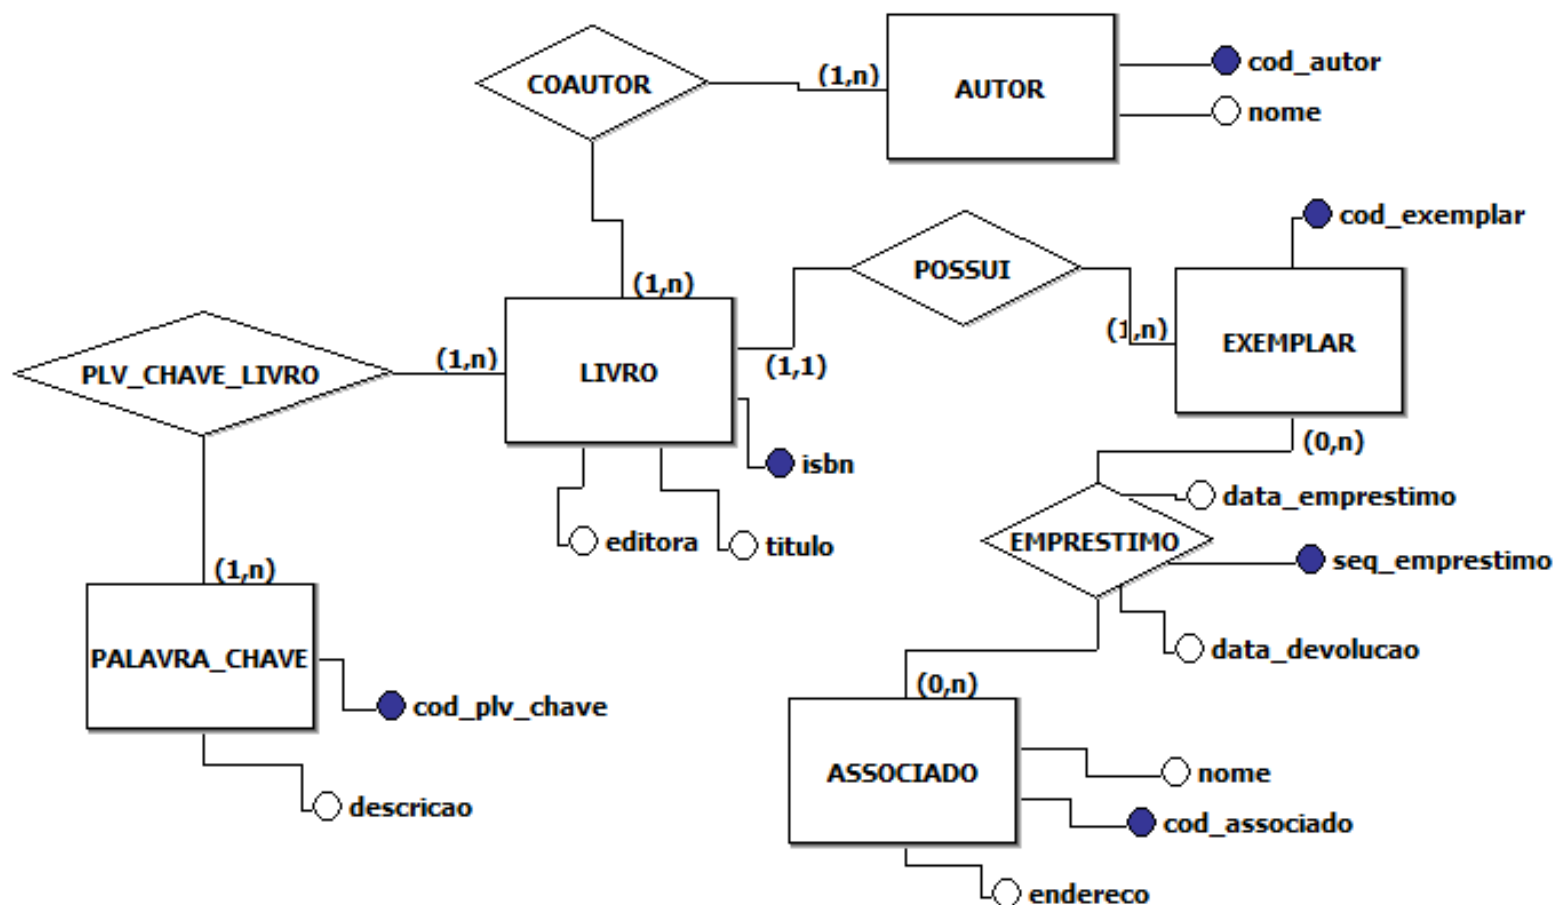 COAUTOR
(1,n)
AUTOR
cod_autor
nome
cod_exemplar
POSSUI
(1,n)
PLV_CHAVE_LIVRO
(1,n)
LIVRO
(1,1)
(1,n)
EXEMPLAR
isbn
(0,n)
editora
titulo
data_emprestimo
EMPRESTIMO
seq_emprestimo
(1,n)
PALAVRA_CHAVE
data_devolucao
cod_plv_chave
(0,n)
ASSOCIADO
nome
descricao
cod_associado
endereco